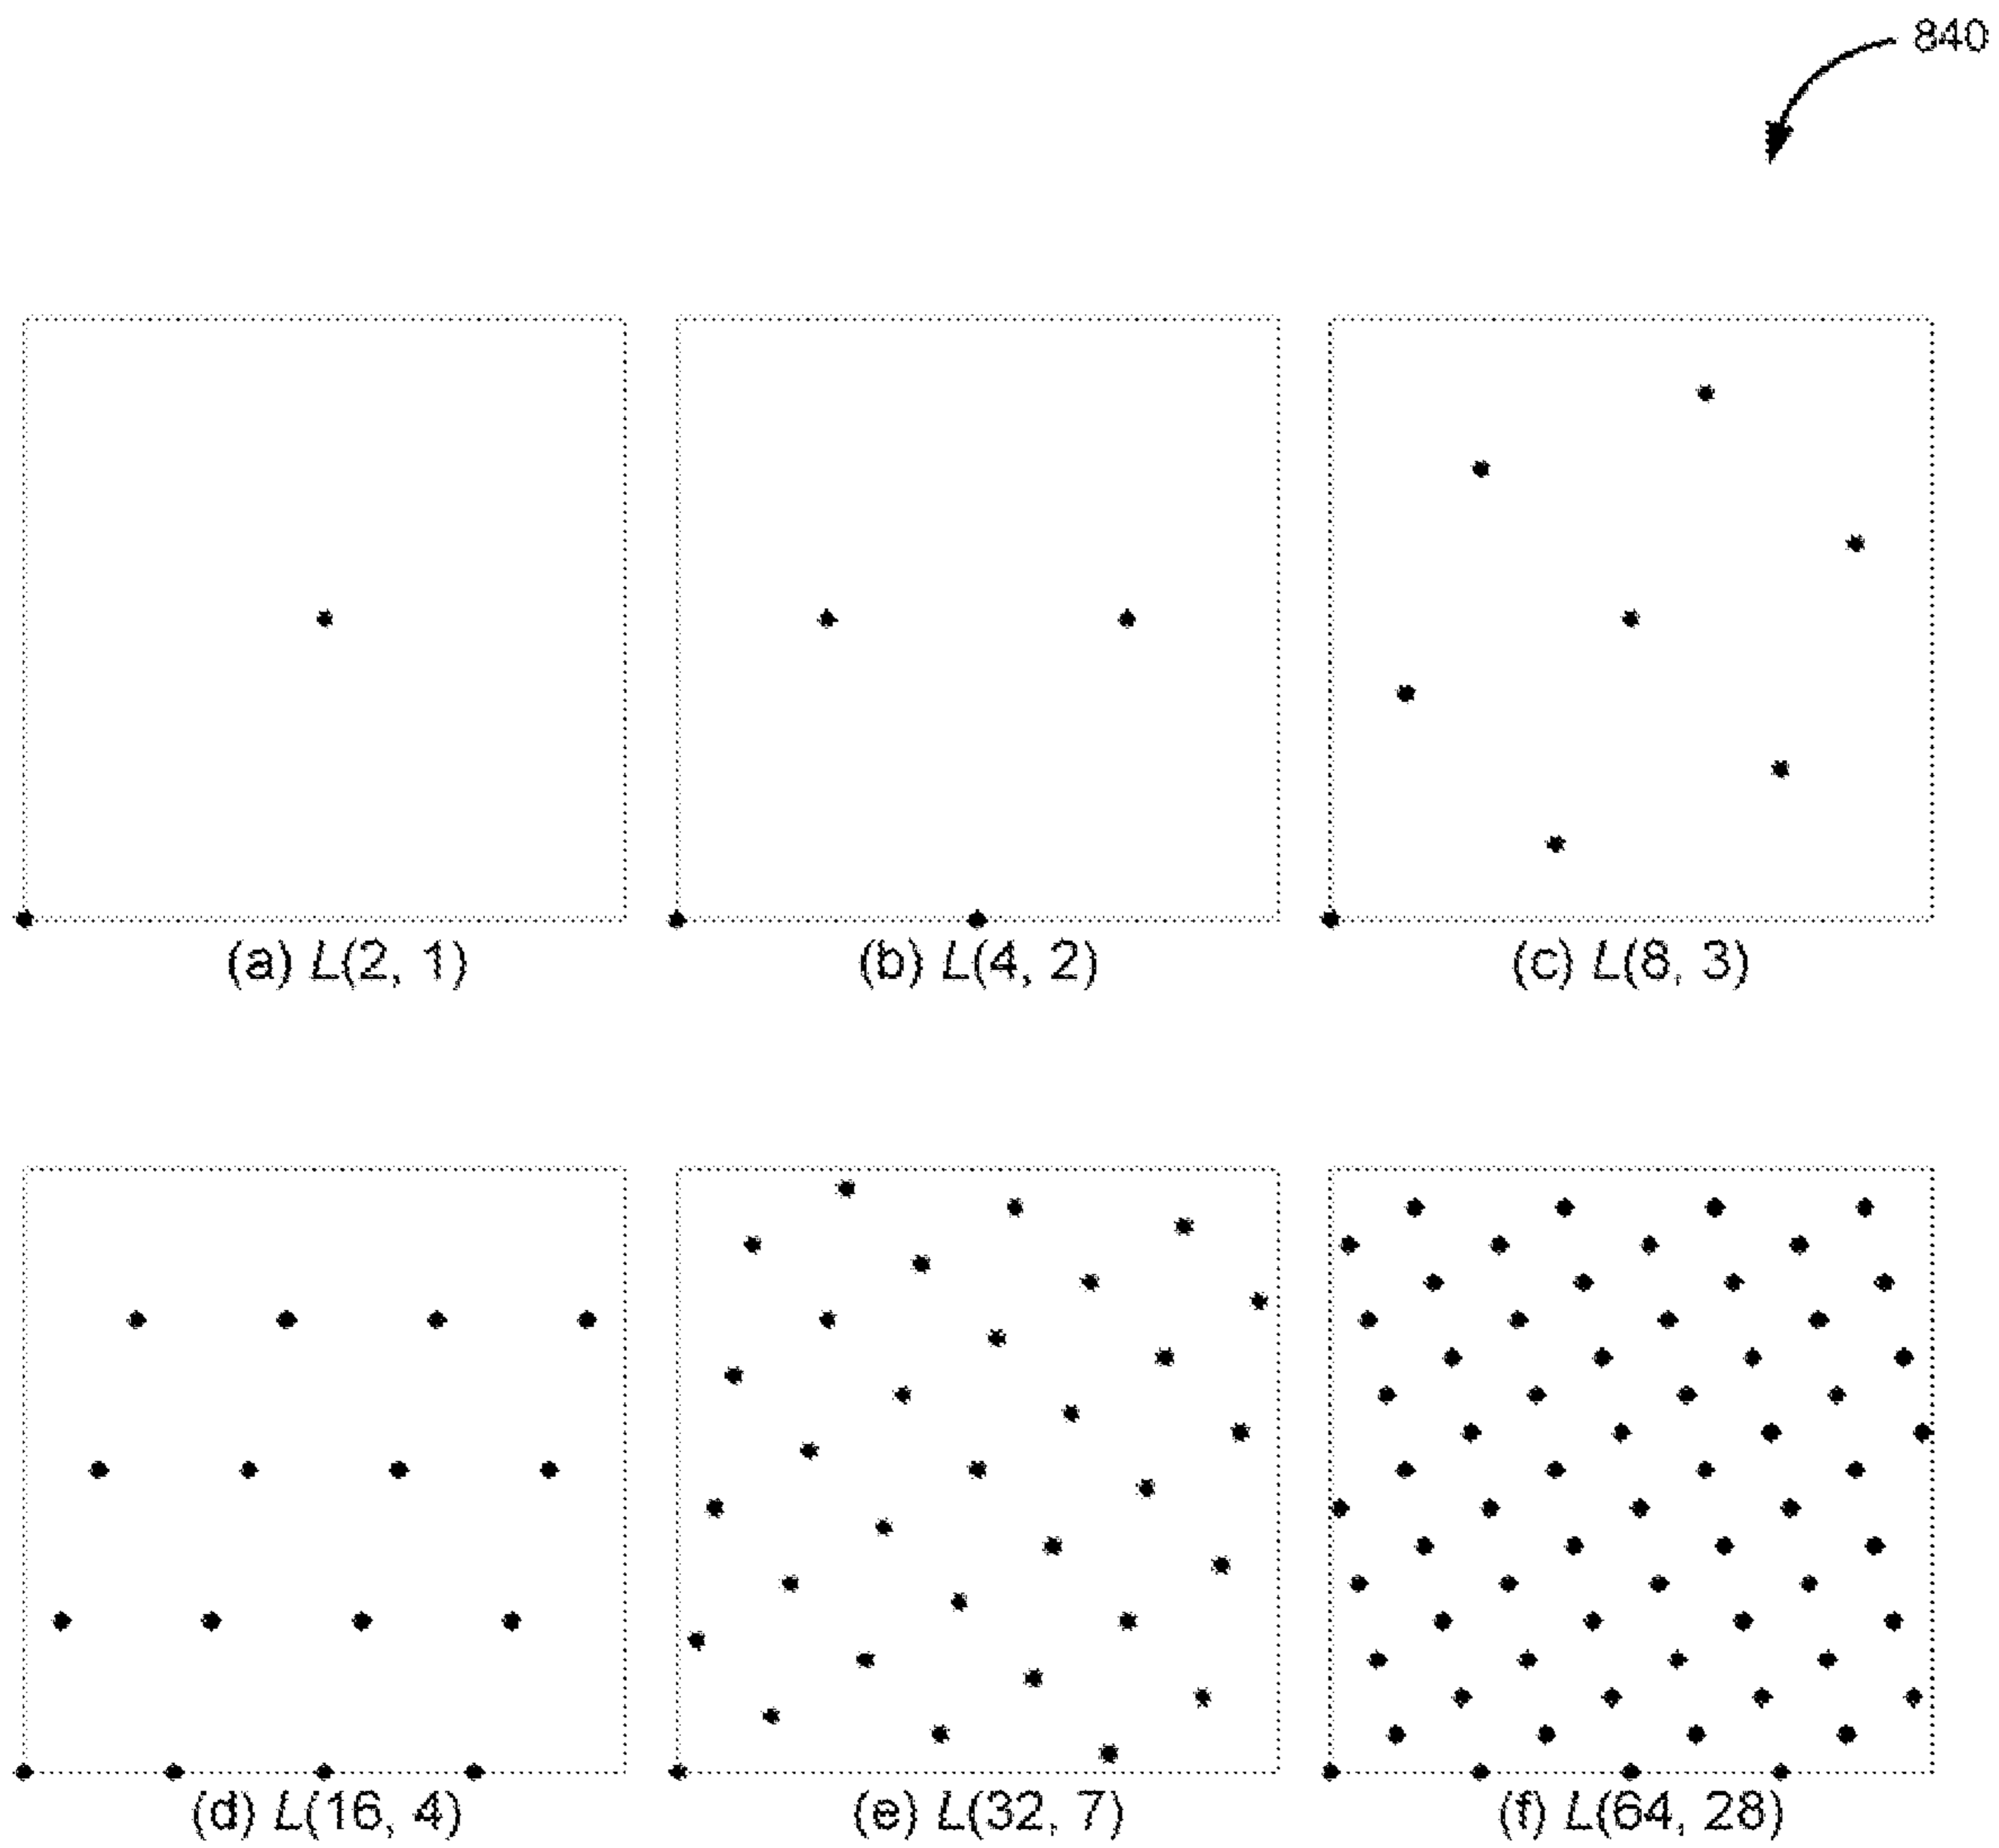 840
(a) L(2, 1)
(b) L(4, 2)
(c) L(8, 3)
(d) L(16, 4)
(e) L(32, 7)
(f) L(64, 28)